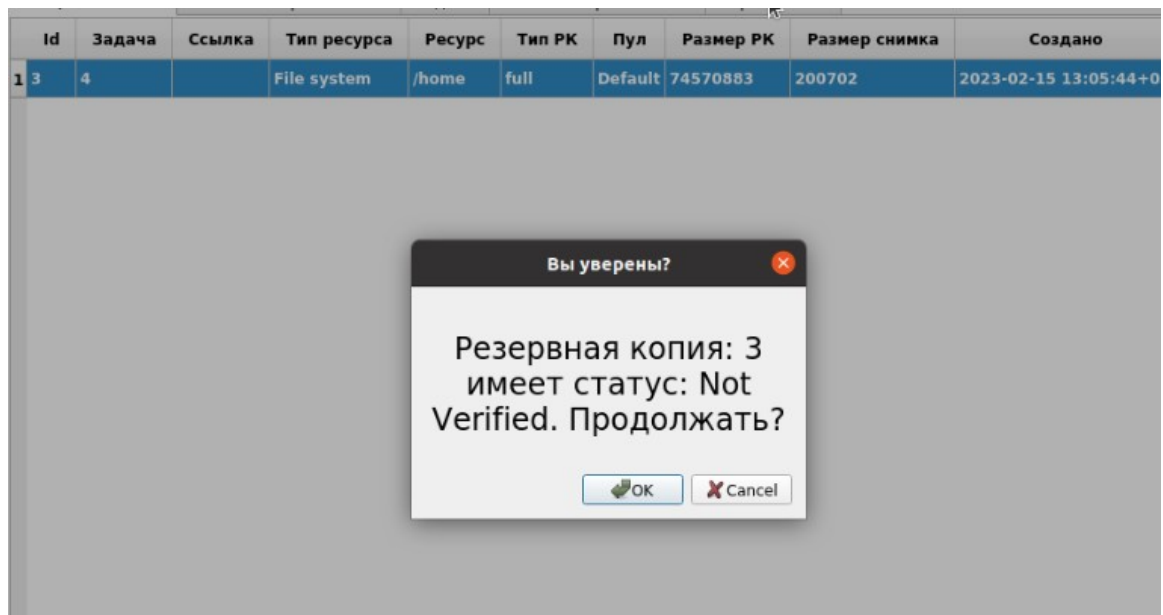 Id Задача Ссылка Тип ресурса Ресурс Тип РК Пул Размер РК Размер снимка Создано
1 3 4 File system /home full Default 74570883 200702 2023-02-15 13:05:44+0
Вы уверены?
Резервная копия: 3
имеет статус: Not
Verified. Продолжать?
OK Cancel